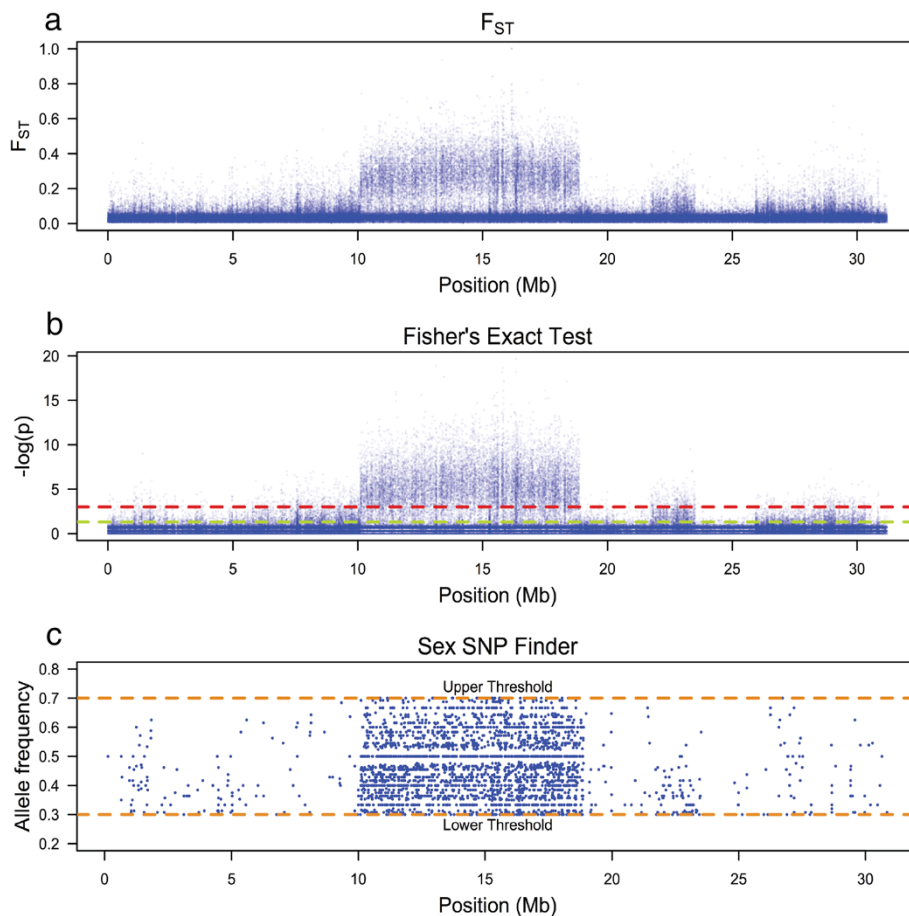 a
F_ST
1.0
0.8
0.6
0.4
0.2
0.0
F_ST
0 5 10 15 20 25 30
Position (Mb)
b
Fisher's Exact Test
20
15
10
5
0
-log(p)
0 5 10 15 20 25 30
Position (Mb)
c
Sex SNP Finder
0.8
0.7
0.6
0.5
0.4
0.3
0.2
Allele frequency
Upper Threshold
Lower Threshold
0 5 10 15 20 25 30
Position (Mb)